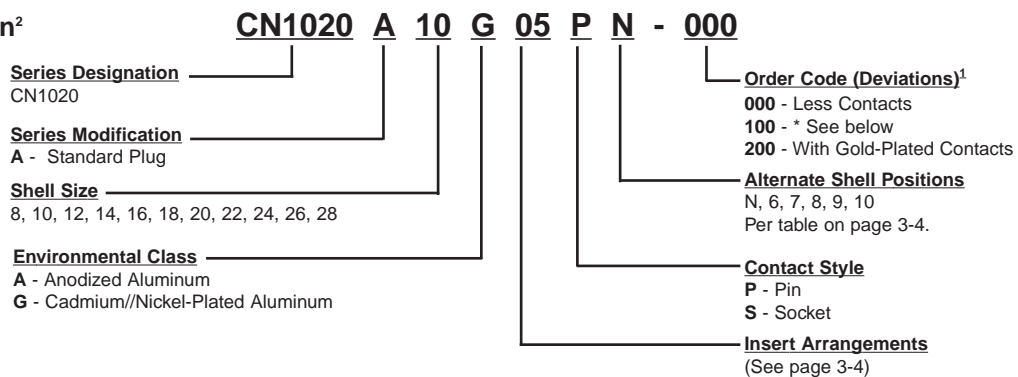 n²
CN1020 A 10 G 05 P N - 000
Series Designation
CN1020
Series Modification
A - Standard Plug
Shell Size
8, 10, 12, 14, 16, 18, 20, 22, 24, 26, 28
Environmental Class
A - Anodized Aluminum
G - Cadmium//Nickel-Plated Aluminum
Order Code (Deviations)¹
000 - Less Contacts
100 - * See below
200 - With Gold-Plated Contacts
Alternate Shell Positions
N, 6, 7, 8, 9, 10
Per table on page 3-4.
Contact Style
P - Pin
S - Socket
Insert Arrangements
(See page 3-4)